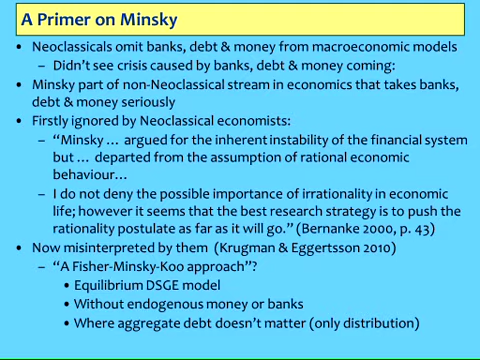 A Primer on Minsky
• Neoclassicals omit banks, debt & money from macroeconomic models
– Didn't see crisis caused by banks, debt & money coming:
• Minsky part of non-Neoclassical stream in economics that takes banks,
debt & money seriously
• Firstly ignored by Neoclassical economists:
– "Minsky … argued for the inherent instability of the financial system
but … departed from the assumption of rational economic
behaviour…
– I do not deny the possible importance of irrationality in economic
life; however it seems that the best research strategy is to push the
rationality postulate as far as it will go." (Bernanke 2000, p. 43)
• Now misinterpreted by them (Krugman & Eggertsson 2010)
– "A Fisher-Minsky-Koo approach"?
• Equilibrium DSGE model
• Without endogenous money or banks
• Where aggregate debt doesn't matter (only distribution)